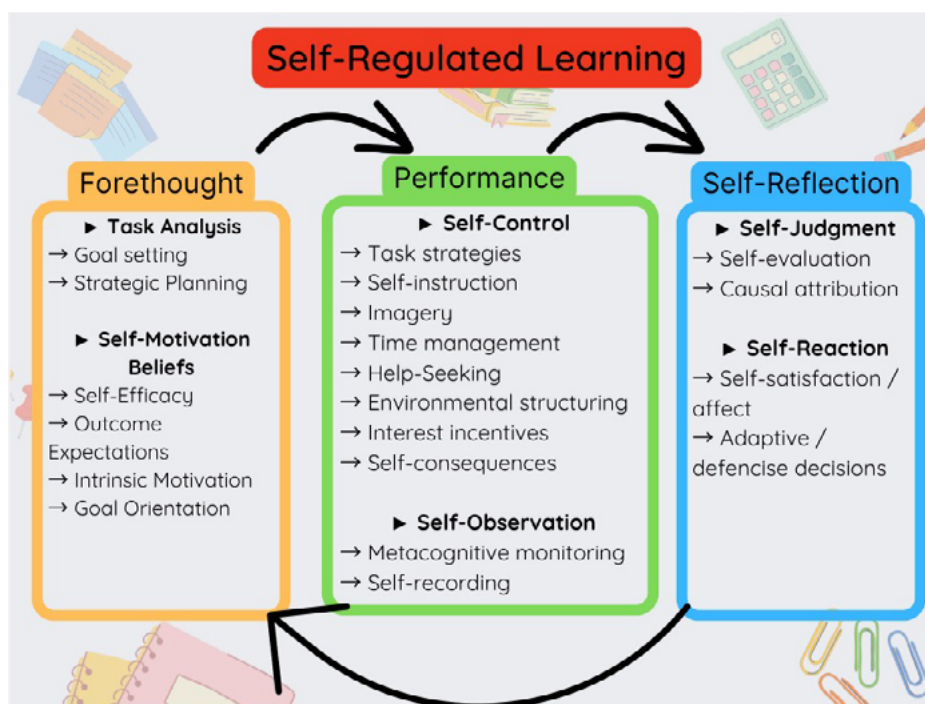 Self-Regulated Learning
Forethought
► Task Analysis
→ Goal setting
→ Strategic Planning
► Self-Motivation
Beliefs
→ Self-Efficacy
→ Outcome
Expectations
→ Intrinsic Motivation
→ Goal Orientation
Performance
► Self-Control
→ Task strategies
→ Self-instruction
→ Imagery
→ Time management
→ Help-Seeking
→ Environmental structuring
→ Interest incentives
→ Self-consequences
► Self-Observation
→ Metacognitive monitoring
→ Self-recording
Self-Reflection
► Self-Judgment
→ Self-evaluation
→ Causal attribution
► Self-Reaction
→ Self-satisfaction /
affect
→ Adaptive /
defencise decisions